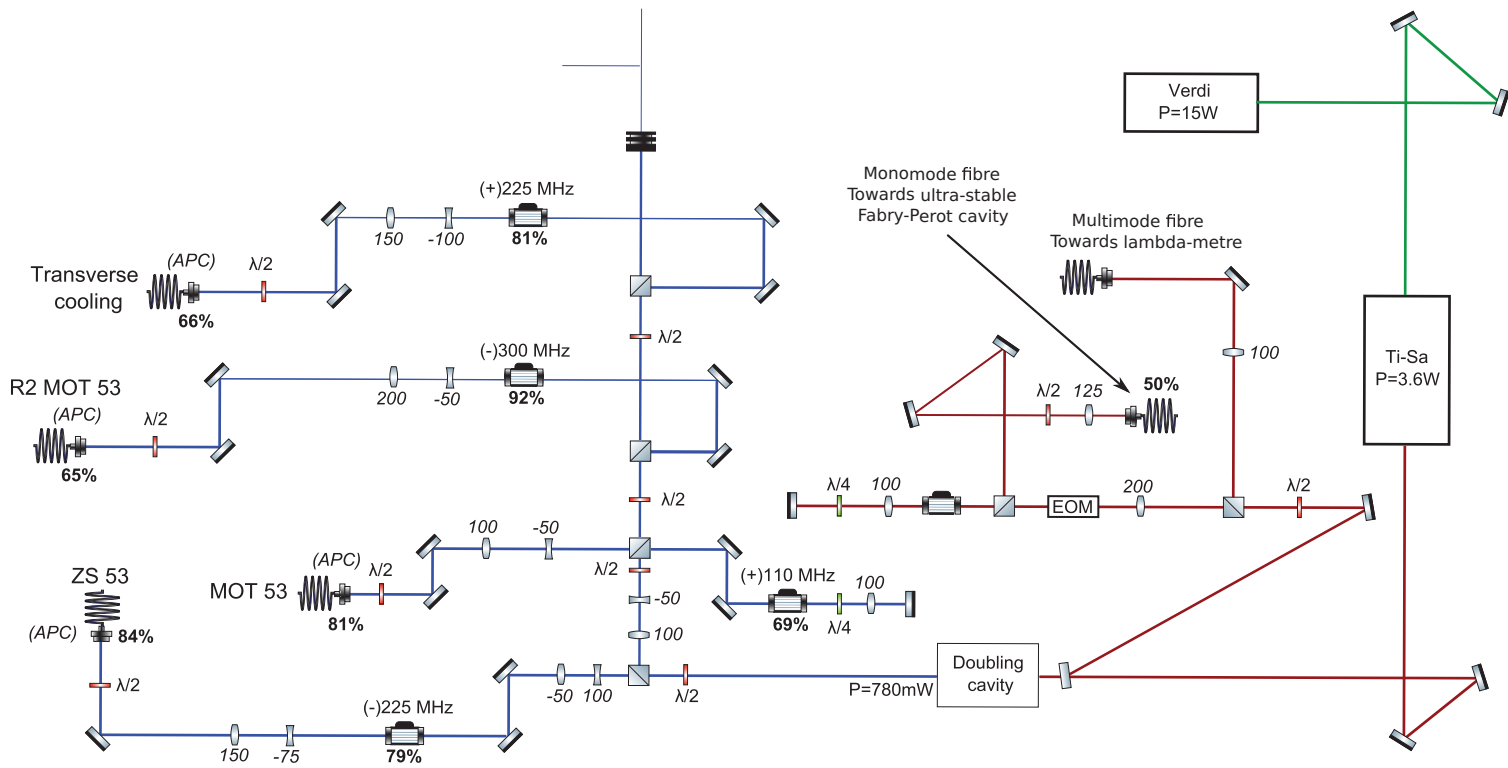 Verdi
P=15W
Monomode fibre
Towards ultra-stable
Fabry-Perot cavity
Multimode fibre
Towards lambda-metre
(+)225 MHz
150
-100
81%
Transverse
cooling
(APC)
λ/2
66%
λ/2
100
Ti-Sa
P=3.6W
(-)300 MHz
R2 MOT 53
(APC)
λ/2
200
-50
92%
65%
λ/2
125
50%
λ/2
λ/4
100
EOM
200
λ/2
100
-50
(APC)
λ/2
MOT 53
81%
λ/2
-50
100
(+)110 MHz
69%
λ/4
100
ZS 53
(APC)
84%
λ/2
-50
100
λ/2
P=780mW
Doubling
cavity
150
-75
(-)225 MHz
79%